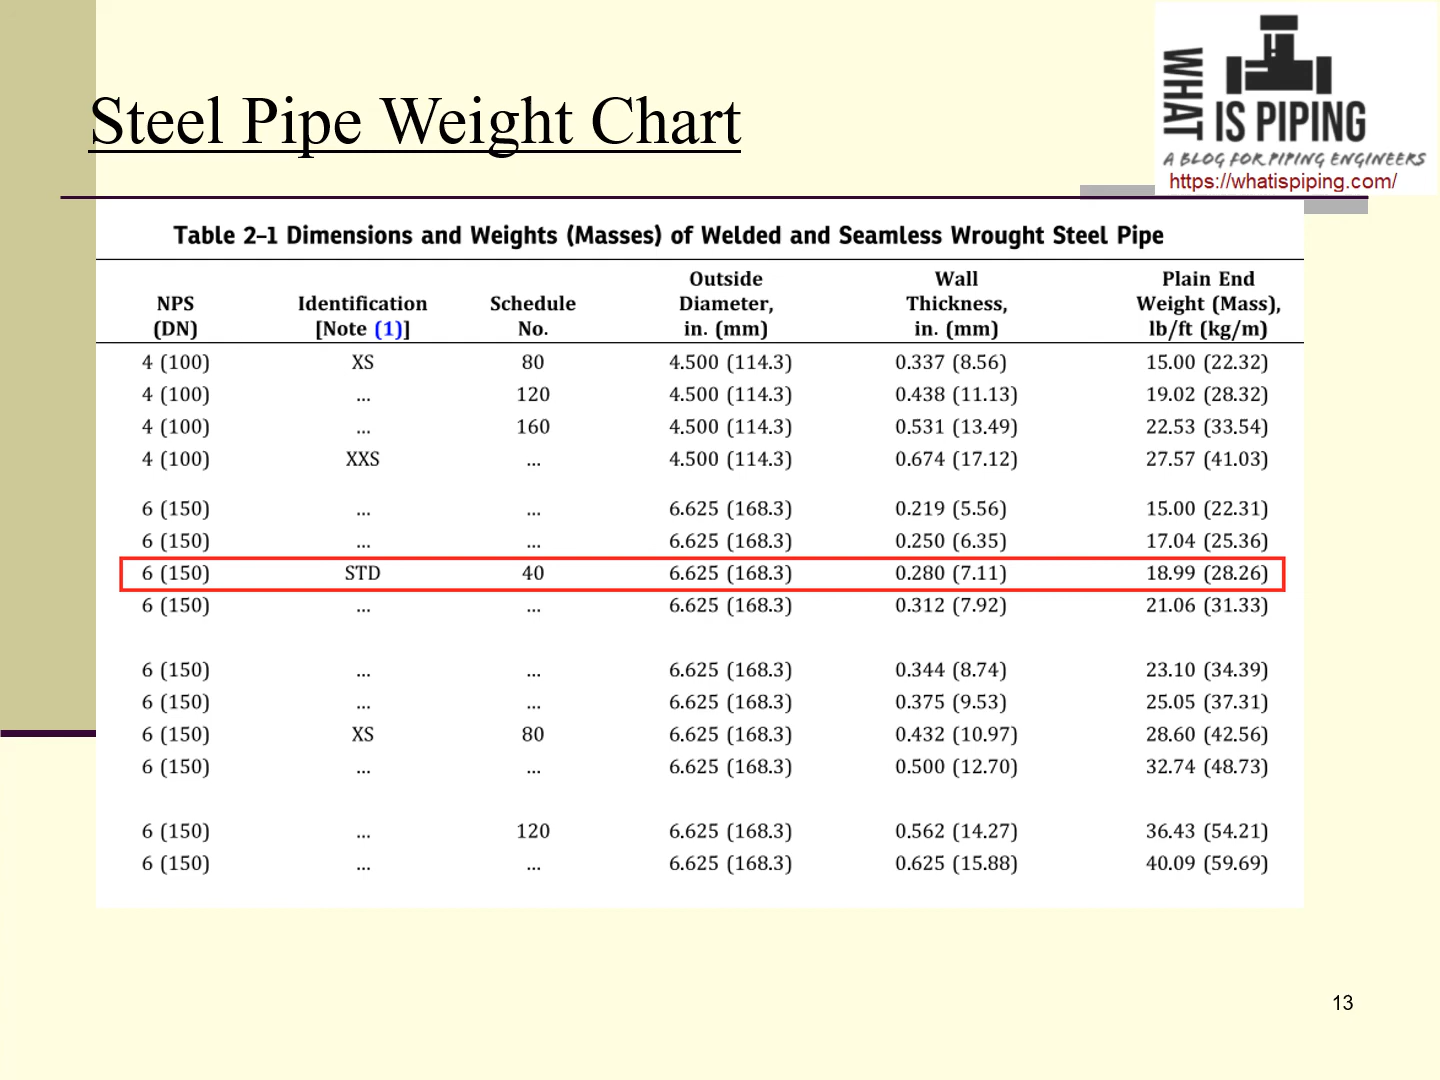 Steel Pipe Weight Chart
WHAT
IS PIPING
A BLOG FOR PIPING ENGINEERS
https://whatispiping.com/
Table 2–1 Dimensions and Weights (Masses) of Welded and Seamless Wrought Steel Pipe
NPS (DN) Identification [Note (1)] Schedule No. Outside Diameter, in. (mm) Wall Thickness, in. (mm) Plain End Weight (Mass), lb/ft (kg/m)
4 (100) XS 80 4.500 (114.3) 0.337 (8.56) 15.00 (22.32)
4 (100) ... 120 4.500 (114.3) 0.438 (11.13) 19.02 (28.32)
4 (100) ... 160 4.500 (114.3) 0.531 (13.49) 22.53 (33.54)
4 (100) XXS ... 4.500 (114.3) 0.674 (17.12) 27.57 (41.03)
6 (150) ... ... 6.625 (168.3) 0.219 (5.56) 15.00 (22.31)
6 (150) ... ... 6.625 (168.3) 0.250 (6.35) 17.04 (25.36)
6 (150) STD 40 6.625 (168.3) 0.280 (7.11) 18.99 (28.26)
6 (150) ... ... 6.625 (168.3) 0.312 (7.92) 21.06 (31.33)
6 (150) ... ... 6.625 (168.3) 0.344 (8.74) 23.10 (34.39)
6 (150) ... ... 6.625 (168.3) 0.375 (9.53) 25.05 (37.31)
6 (150) XS 80 6.625 (168.3) 0.432 (10.97) 28.60 (42.56)
6 (150) ... ... 6.625 (168.3) 0.500 (12.70) 32.74 (48.73)
6 (150) ... 120 6.625 (168.3) 0.562 (14.27) 36.43 (54.21)
6 (150) ... ... 6.625 (168.3) 0.625 (15.88) 40.09 (59.69)
13